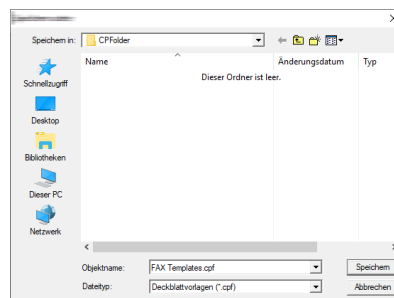 Speichern in: CPFolder
Name Änderungsdatum Typ
Dieser Ordner ist leer.
Schnellzugriff
Desktop
Bibliotheken
Dieser PC
Netzwerk
Objektname: FAX Templates.cpf Speichern
Dateityp: Deckblattvorlagen (*.cpf) Abbrechen